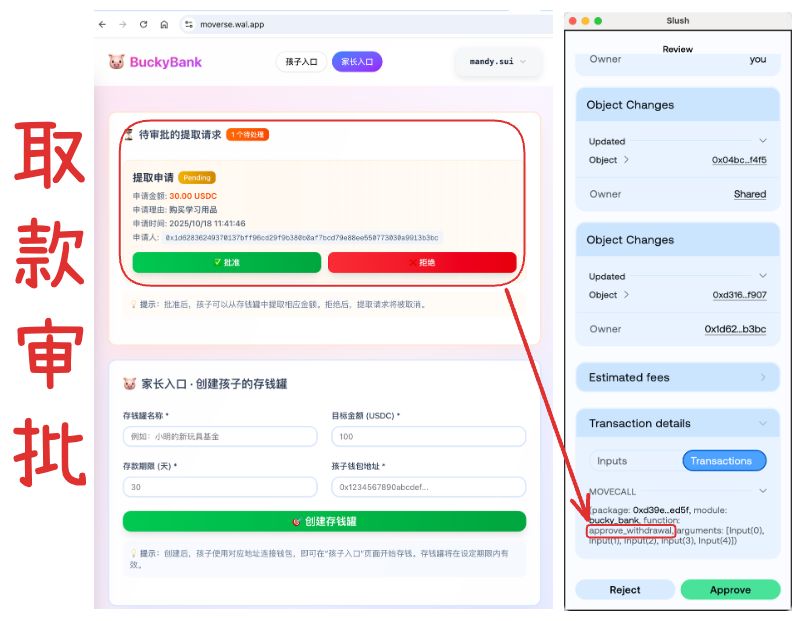 取款审批
moverse.wal.app
BuckyBank
孩子入口
家长入口
mandy.sui
待审批的提取请求
1 个待处理
提取申请
Pending
申请金额: 30.00 USDC
申请理由: 购买学习用品
申请时间: 2025/10/18 11:41:46
申请人: 0x1d62836249370137bff96cd29f9b380b0af7bcd79e88ee550773030a9913b3bc
批准
拒绝
提示: 批准后，孩子可以从存钱罐中提取相应金额。拒绝后，提取请求将被取消。
家长入口 · 创建孩子的存钱罐
存钱罐名称 *
目标金额 (USDC) *
例如: 小明的新玩具基金
100
存款期限 (天) *
孩子钱包地址 *
30
0x1234567890abcdef...
创建存钱罐
提示: 创建后，孩子使用对应地址连接钱包，即可在"孩子入口"页面开始存钱。存钱罐将在设定期限内有
效。
Slush
Review
Owner
you
Object Changes
Updated
Object
0x04bc...f4f5
Owner
Shared
Object Changes
Updated
Object
0xd316...f907
Owner
0x1d62...b3bc
Estimated fees
Transaction details
Inputs
Transactions
MOVECALL
(package: 0xd39e...ed5f, module:
bucky_bank, function:
approve_withdrawal, arguments: [Input(0),
Input(1), Input(2), Input(3), Input(4)])
Reject
Approve